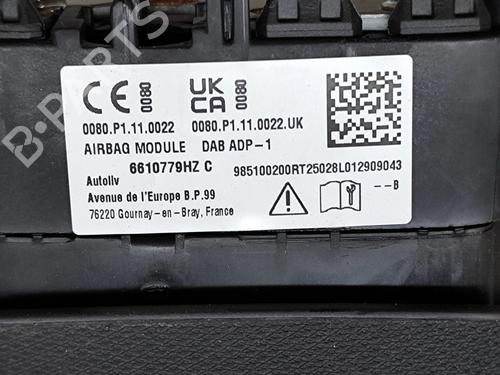 CE 0080 UK CA 0080
0080.P1.11.0022 0080.P1.11.0022.UK
AIRBAG MODULE DAB ADP-1
6610779HZ C 985100200RT25028L012909043
Autoliv
Avenue de l'Europe B.P.99 --B
76220 Gournay-en-Bray, France
B-PARTS